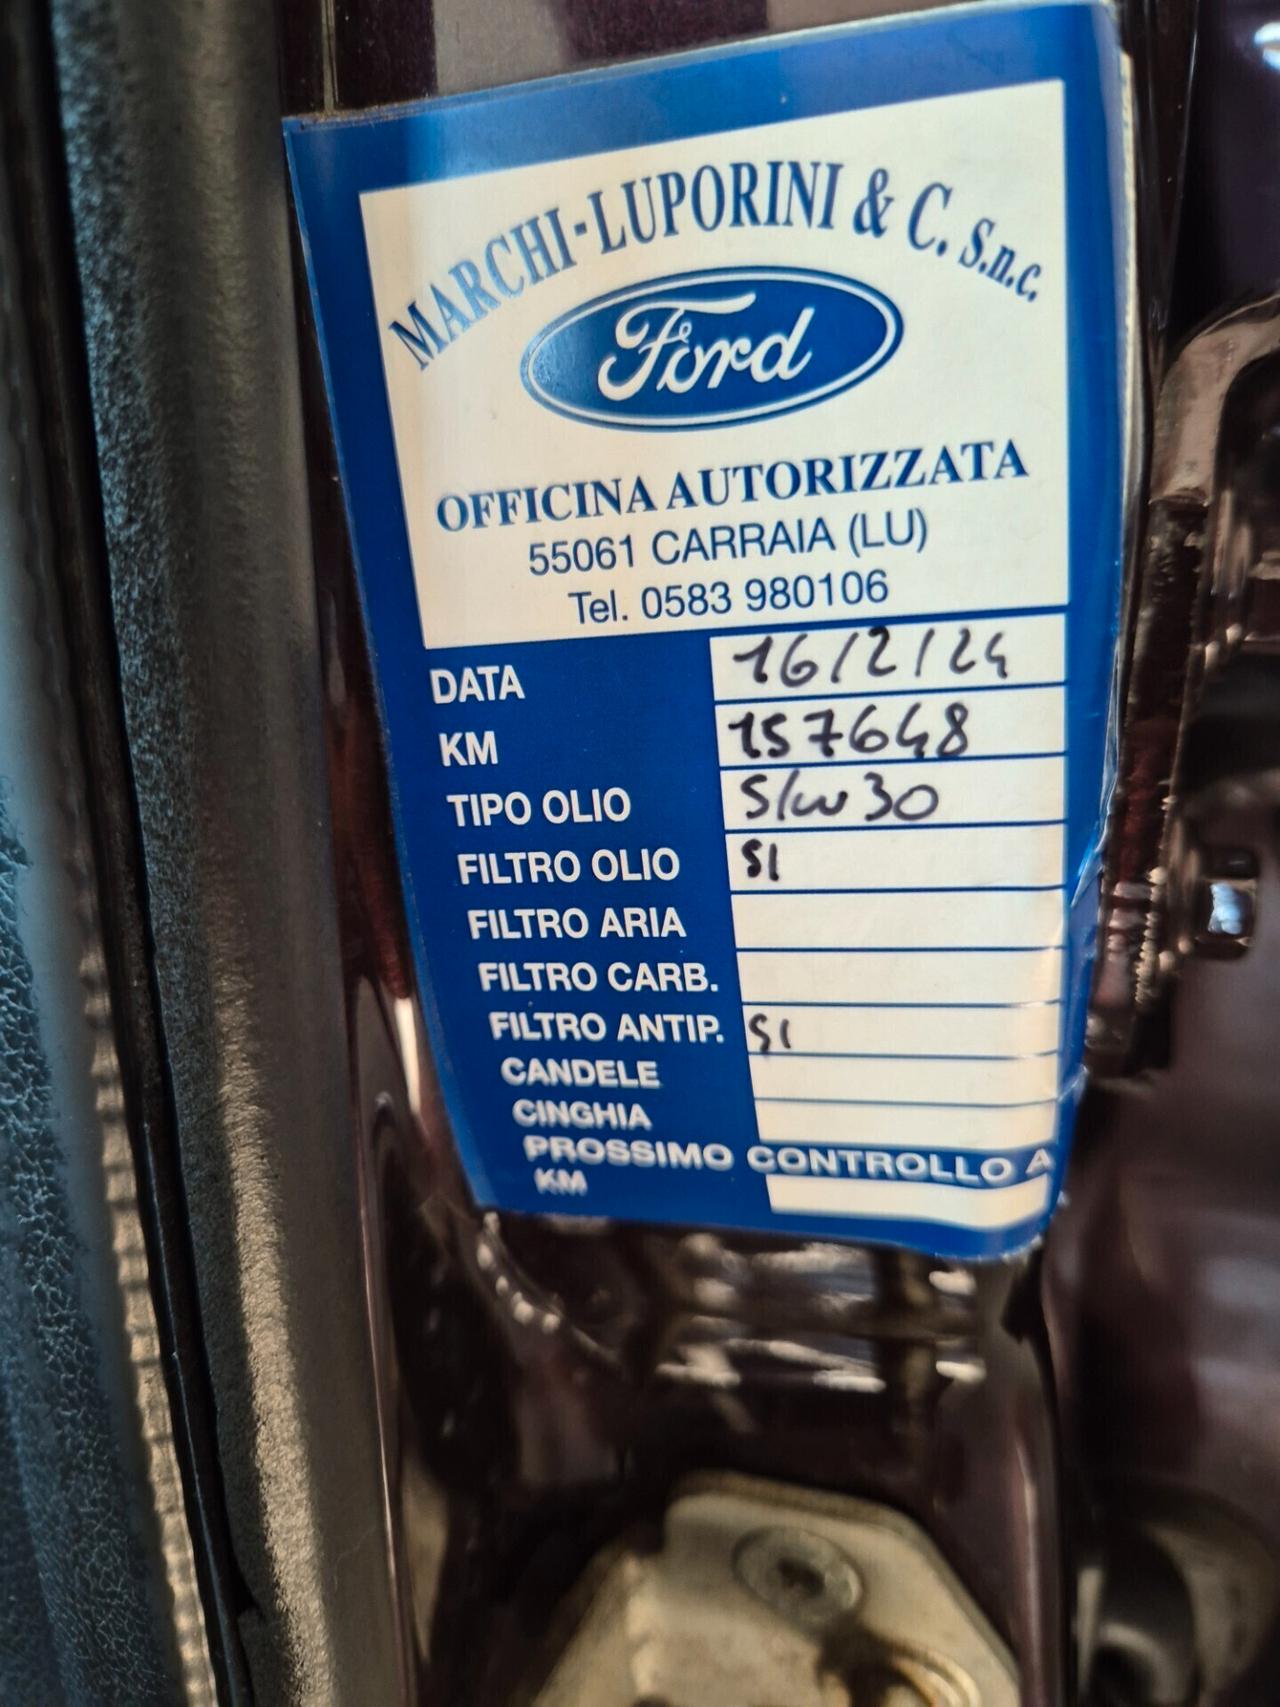 MARCHI-LUPORINI & C. S.n.c.
Ford
OFFICINA AUTORIZZATA
55061 CARRAIA (LU)
Tel. 0583 980106
DATA 16/2/24
KM 157648
TIPO OLIO 5/w30
FILTRO OLIO SI
FILTRO ARIA
FILTRO CARB.
FILTRO ANTIP. SI
CANDELE
CINGHIA
PROSSIMO CONTROLLO A
KM